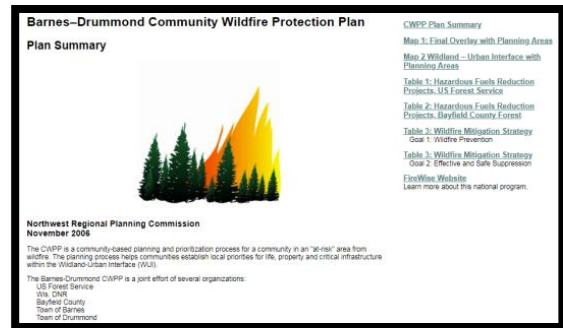 Barnes–Drummond Community Wildfire Protection Plan
Plan Summary
Northwest Regional Planning Commission
November 2006
The CWPP is a community-based planning and prioritization process for a community in an "at-risk" area from
wildfire. The planning process helps communities establish local priorities for life, property and critical infrastructure
within the Wildland-Urban Interface (WUI).
The Barnes-Drummond CWPP is a joint effort of several organizations:
US Forest Service
Wis. DNR
Bayfield County
Town of Barnes
Town of Drummond
CWPP Plan Summary
Map 1: Final Overlay with Planning Areas
Map 2 Wildland – Urban Interface with
Planning Areas
Table 1: Hazardous Fuels Reduction
Projects, US Forest Service
Table 2: Hazardous Fuels Reduction
Projects, Bayfield County Forest
Table 3: Wildfire Mitigation Strategy
Goal 1: Wildfire Prevention
Table 3: Wildfire Mitigation Strategy
Goal 2: Effective and Safe Suppression
FireWise Website
Learn more about this national program.